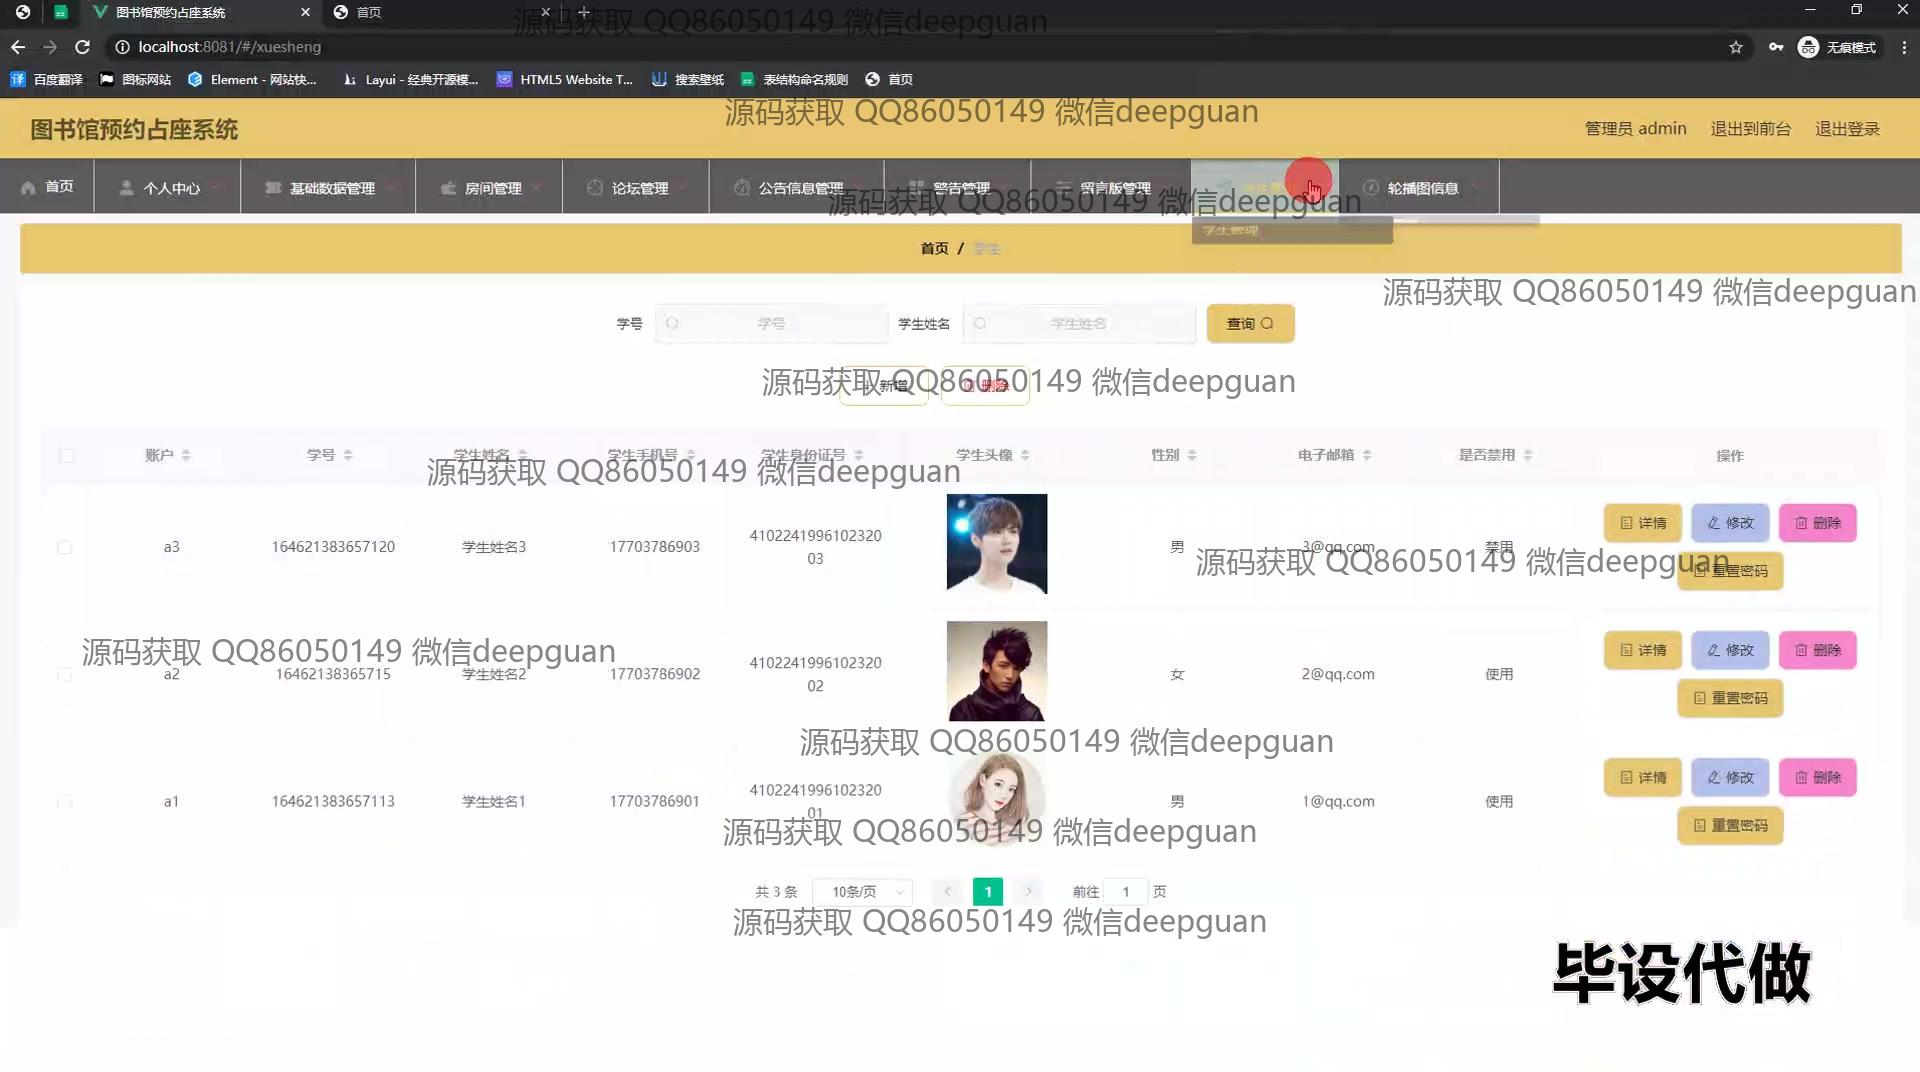 图书馆预约占座系统
首页
源码获取 QQ86050149 微信deepguan
localhost:8081/#/xuesheng
无痕模式
百度翻译
图标网站
Element - 网站快...
Layui - 经典开源模...
HTML5 Website T...
搜索壁纸
表结构命名规则
首页
源码获取 QQ86050149 微信deepguan
图书馆预约占座系统
管理员 admin
退出到前台
退出登录
首页
个人中心
基础数据管理
房间管理
论坛管理
公告信息管理
警告管理
留言版管理
轮播图信息
源码获取 QQ86050149 微信deepguan
学生管理
首页 / 学生
源码获取 QQ86050149 微信deepguan
学号
学号
学生姓名
学生姓名
查询
新增
删除
源码获取 QQ86050149 微信deepguan
账户
学号
学生姓名
学生手机号
学生身份证号
学生头像
性别
电子邮箱
是否禁用
操作
源码获取 QQ86050149 微信deepguan
a3
164621383657120
学生姓名3
17703786903
4102241996102320
03
男
3@qq.com
禁用
详情
修改
删除
重置密码
源码获取 QQ86050149 微信deepguan
源码获取 QQ86050149 微信deepguan
a2
16462138365715
学生姓名2
17703786902
4102241996102320
02
女
2@qq.com
使用
详情
修改
删除
重置密码
源码获取 QQ86050149 微信deepguan
a1
164621383657113
学生姓名1
17703786901
4102241996102320
01
男
1@qq.com
使用
详情
修改
删除
重置密码
源码获取 QQ86050149 微信deepguan
共 3 条
10条/页
1
前往
1
页
源码获取 QQ86050149 微信deepguan
毕设代做